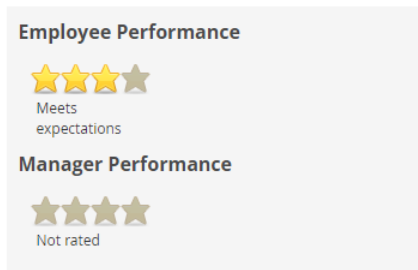 Employee Performance
Meets
expectations
Manager Performance
Not rated